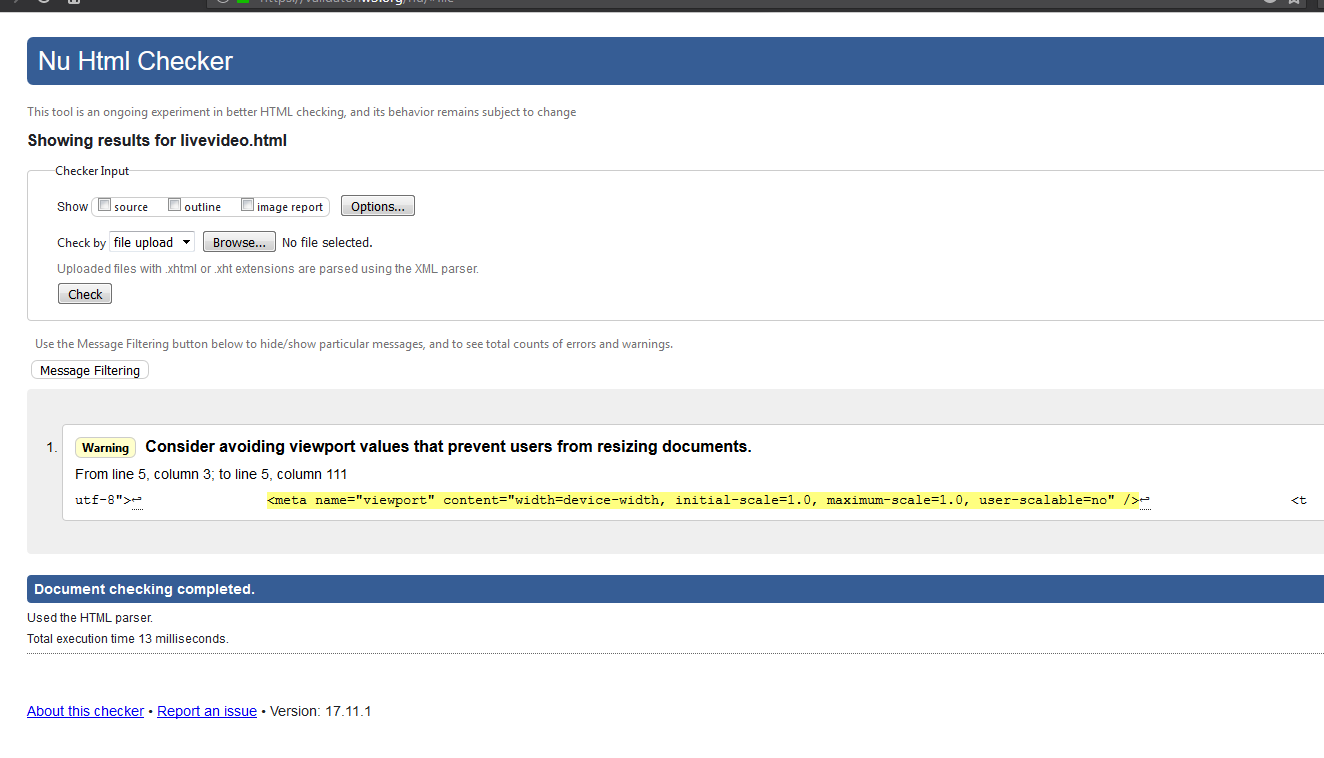 Nu Html Checker
This tool is an ongoing experiment in better HTML checking, and its behavior remains subject to change
Showing results for livevideo.html
Checker Input
Show source outline image report Options...
Check by file upload Browse... No file selected.
Uploaded files with .xhtml or .xht extensions are parsed using the XML parser.
Check
Use the Message Filtering button below to hide/show particular messages, and to see total counts of errors and warnings.
Message Filtering
1. Warning Consider avoiding viewport values that prevent users from resizing documents.
From line 5, column 3; to line 5, column 111
utf-8">↩ <meta name="viewport" content="width=device-width, initial-scale=1.0, maximum-scale=1.0, user-scalable=no" />↩ <t
Document checking completed.
Used the HTML parser.
Total execution time 13 milliseconds.
About this checker • Report an issue • Version: 17.11.1